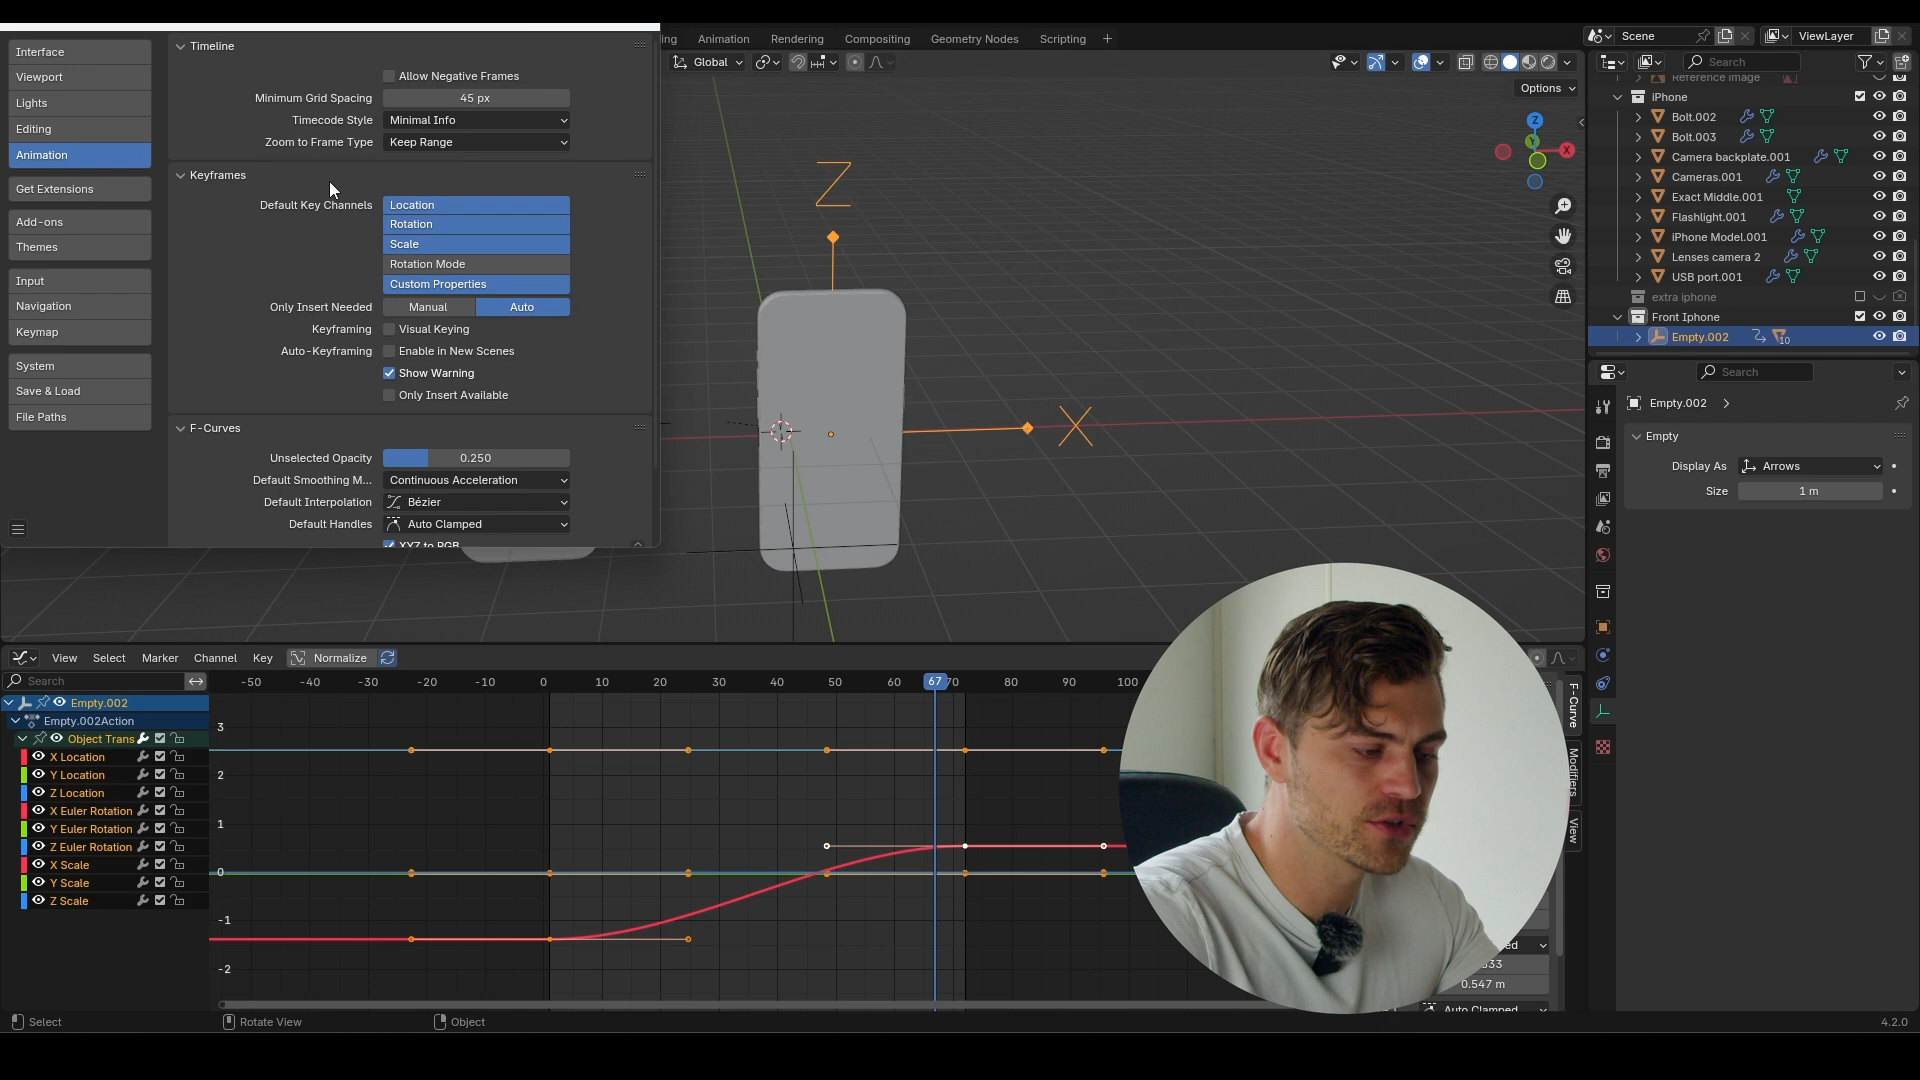 Interface
Viewport
Lights
Editing
Animation
Get Extensions
Add-ons
Themes
Input
Navigation
Keymap
System
Save & Load
File Paths
Timeline
Allow Negative Frames
Minimum Grid Spacing 45 px
Timecode Style Minimal Info
Zoom to Frame Type Keep Range
Keyframes
Default Key Channels Location
Rotation
Scale
Rotation Mode
Custom Properties
Only Insert Needed Manual Auto
Keyframing Visual Keying
Auto-Keyframing Enable in New Scenes
Show Warning
Only Insert Available
F-Curves
Unselected Opacity 0.250
Default Smoothing M... Continuous Acceleration
Default Interpolation Bézier
Default Handles Auto Clamped
XYZ to RGB
Animation Rendering Compositing Geometry Nodes Scripting
Global
Options
Z
X
Z
Y
X
Scene ViewLayer
Search
Reference Image
iPhone
Bolt.002
Bolt.003
Camera backplate.001
Cameras.001
Exact Middle.001
Flashlight.001
iPhone Model.001
Lenses camera 2
USB port.001
extra iphone
Front Iphone
Empty.002 10
Search
Empty.002
Empty
Display As Arrows
Size 1 m
View Select Marker Channel Key Normalize
Search
-50 -40 -30 -20 -10 0 10 20 30 40 50 60 67 70 80 90 100
Empty.002
Empty.002Action
Object Trans
X Location
Y Location
Z Location
X Euler Rotation
Y Euler Rotation
Z Euler Rotation
X Scale
Y Scale
Z Scale
3
2
1
0
-1
-2
F-Curve
Modifiers
View
0.547 m
Auto Clamped
Select Rotate View Object 4.2.0